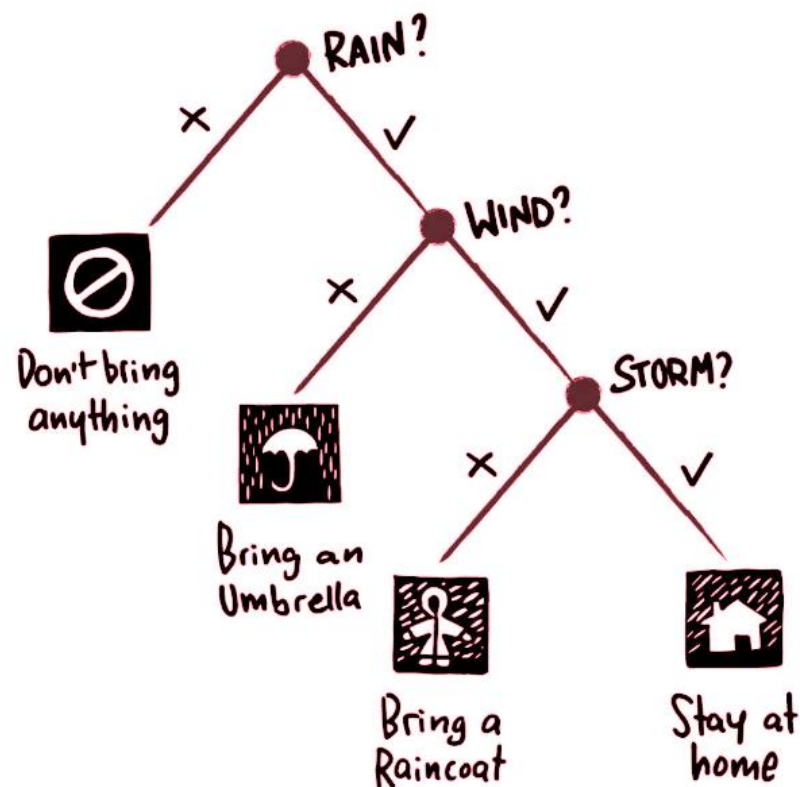 RAIN?
WIND?
Don't bring
anything
STORM?
Bring an
Umbrella
Bring a
Raincoat
Stay at
home